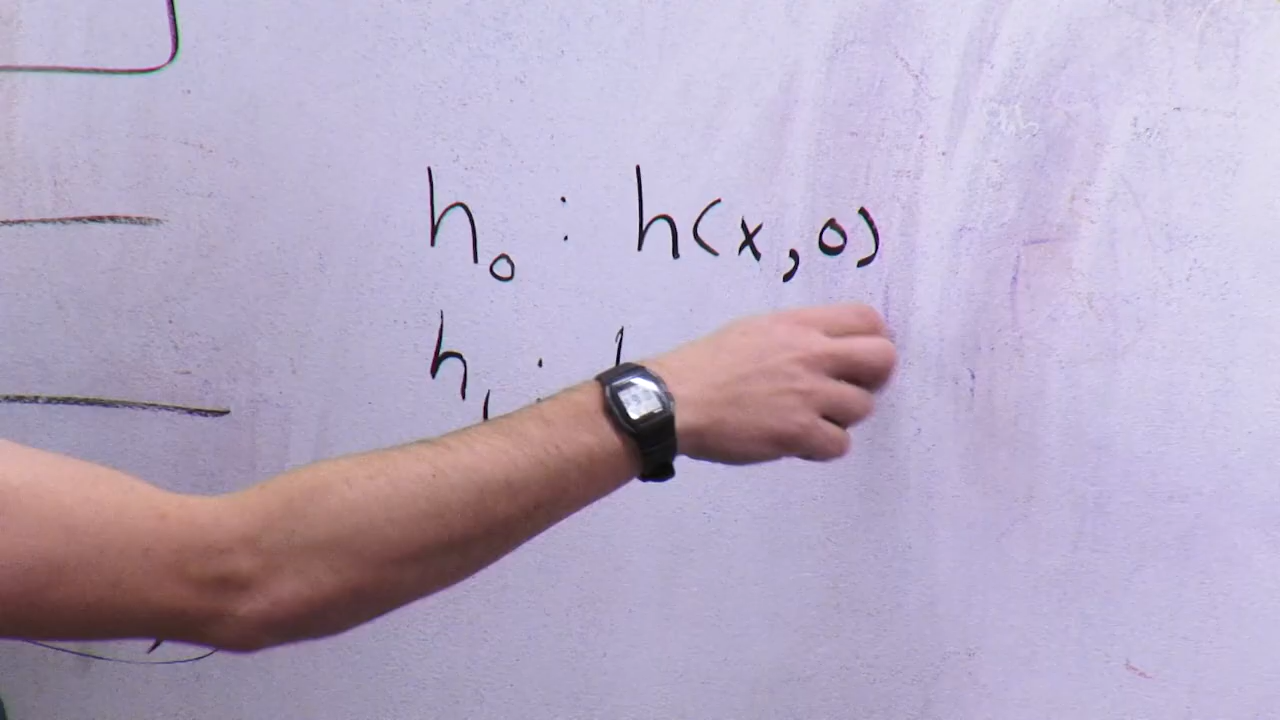 h₀ : h(x,0)
h₁ :